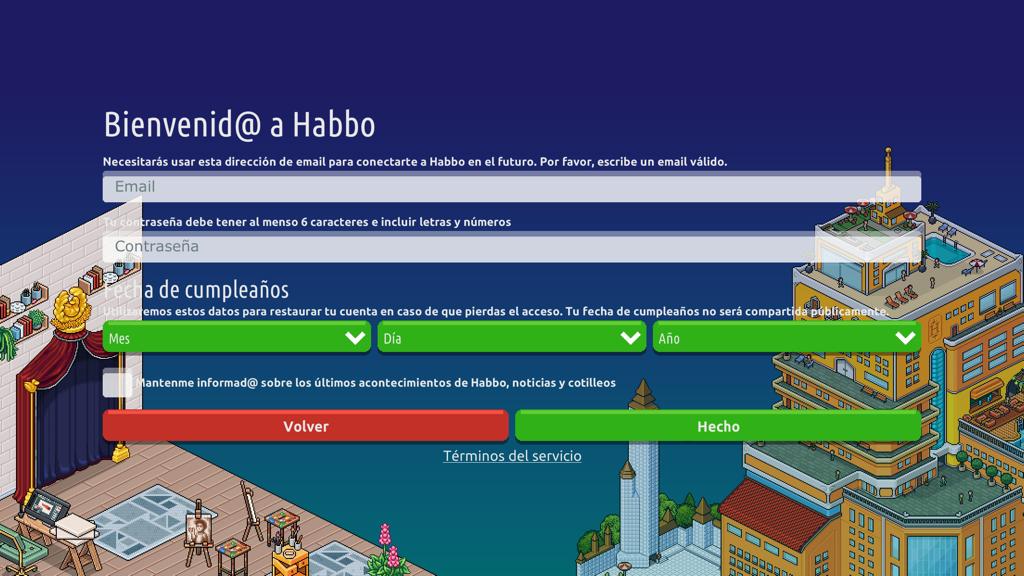 Bienvenid@ a Habbo
Necesitarás usar esta dirección de email para conectarte a Habbo en el futuro. Por favor, escribe un email válido.
Email
Tu contraseña debe tener al menso 6 caracteres e incluir letras y números
Contraseña
Fecha de cumpleaños
Utilizaremos estos datos para restaurar tu cuenta en caso de que pierdas el acceso. Tu fecha de cumpleaños no será compartida públicamente.
Mes Día Año
Mantenme informad@ sobre los últimos acontecimientos de Habbo, noticias y cotilleos
Volver Hecho
Términos del servicio